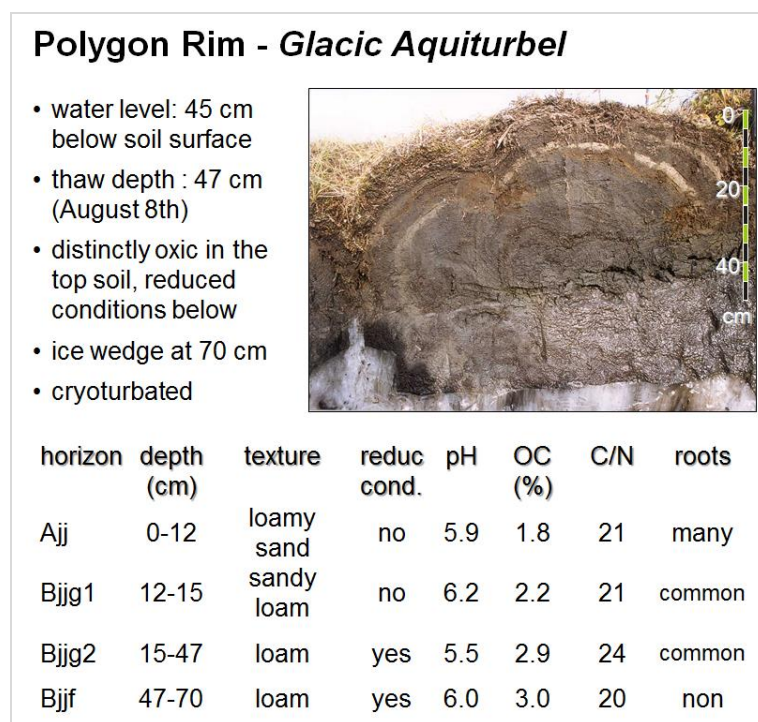 Polygon Rim - Glacic Aquiturbel
• water level: 45 cm
below soil surface
• thaw depth : 47 cm
(August 8th)
• distinctly oxic in the
top soil, reduced
conditions below
• ice wedge at 70 cm
• cryoturbated
0
20
40
cm
horizon depth texture reduc pH OC C/N roots
(cm) cond. (%)
Ajj 0-12 loamy sand no 5.9 1.8 21 many
Bjjg1 12-15 sandy loam no 6.2 2.2 21 common
Bjjg2 15-47 loam yes 5.5 2.9 24 common
Bjjf 47-70 loam yes 6.0 3.0 20 non